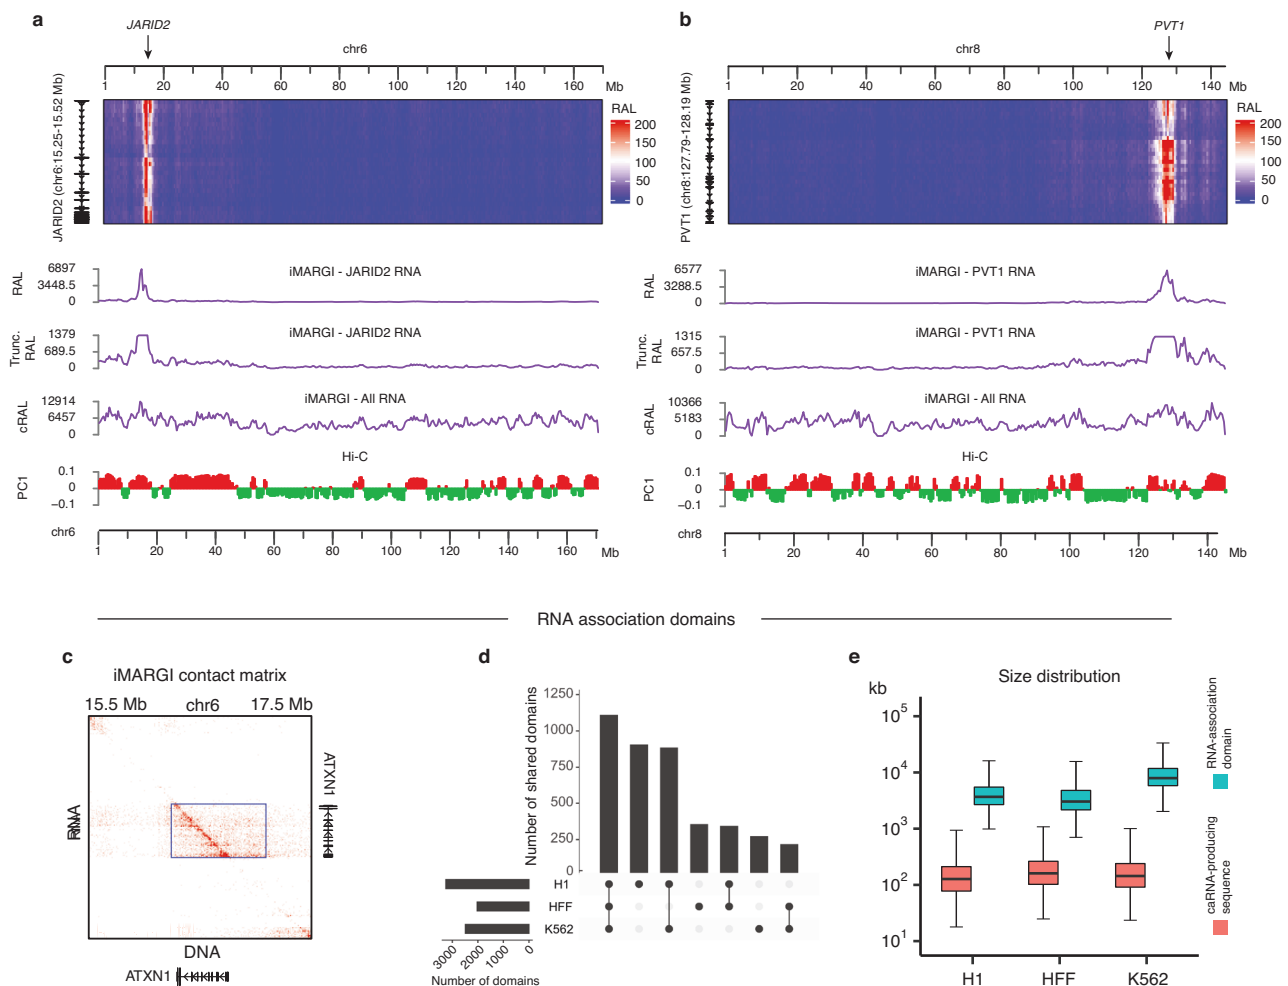 a
JARID2
chr6
1 20 40 60 80 100 120 140 160 Mb
JARID2 (chr6:15.25-15.52 Mb)
RAL
200
150
100
50
0
iMARGI - JARID2 RNA
RAL
6897
3448.5
0
iMARGI - JARID2 RNA
Trunc.
RAL
1379
689.5
0
iMARGI - All RNA
cRAL
12914
6457
0
Hi-C
PC1
0.1
0
−0.1
chr6
1 20 40 60 80 100 120 140 160 Mb
b
PVT1
chr8
1 20 40 60 80 100 120 140 Mb
PVT1 (chr8:127.79-128.19 Mb)
RAL
200
150
100
50
0
iMARGI - PVT1 RNA
RAL
6577
3288.5
0
iMARGI - PVT1 RNA
Trunc.
RAL
1315
657.5
0
iMARGI - All RNA
cRAL
10366
5183
0
Hi-C
PC1
0.1
0
−0.1
chr8
1 20 40 60 80 100 120 140 Mb
RNA association domains
c
iMARGI contact matrix
15.5 Mb chr6 17.5 Mb
RNA
ATXN1
DNA
ATXN1
d
Number of shared domains
1250
1000
750
500
250
0
H1
HFF
K562
3000 2000 1000 0
Number of domains
e
Size distribution
kb
10⁵
10⁴
10³
10²
10¹
H1 HFF K562
RNA-association
domain
caRNA-producing
sequence